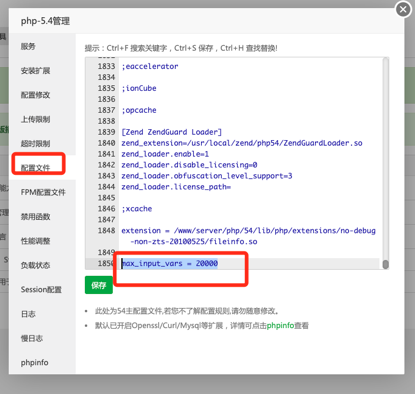 php-5.4管理
服务
安装扩展
配置修改
上传限制
超时限制
配置文件
FPM配置文件
禁用函数
性能调整
负载状态
Session配置
日志
慢日志
phpinfo
提示：Ctrl+F 搜索关键字，Ctrl+S 保存，Ctrl+H 查找替换!
1833 ;eaccelerator
1834
1835 ;ionCube
1836
1837 ;opcache
1838
1839 [Zend ZendGuard Loader]
1840 zend_extension=/usr/local/zend/php54/ZendGuardLoader.so
1841 zend_loader.enable=1
1842 zend_loader.disable_licensing=0
1843 zend_loader.obfuscation_level_support=3
1844 zend_loader.license_path=
1845
1846 ;xcache
1847
1848 extension = /www/server/php/54/lib/php/extensions/no-debug
-non-zts-20100525/fileinfo.so
1849
1850 max_input_vars = 20000
保存
此处为54主配置文件,若您不了解配置规则,请勿随意修改。
默认已开启Openssl/Curl/Mysql等扩展，详情可点击phpinfo查看